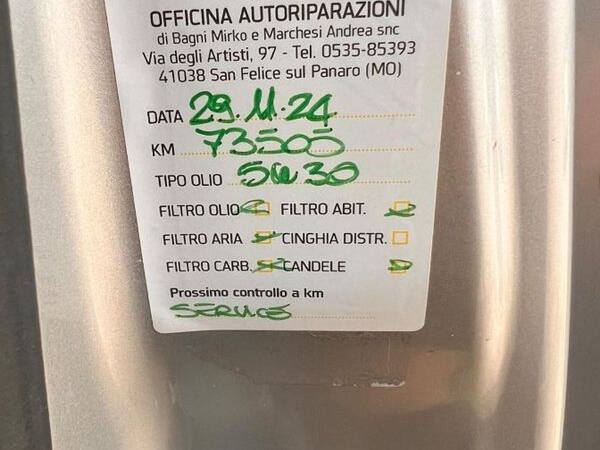 OFFICINA AUTORIPARAZIONI
di Bagni Mirko e Marchesi Andrea snc
Via degli Artisti, 97 - Tel. 0535-85393
41038 San Felice sul Panaro (MO)
DATA 29.11.24
KM 73505
TIPO OLIO 5W30
FILTRO OLIO FILTRO ABIT.
FILTRO ARIA CINGHIA DISTR.
FILTRO CARB. CANDELE
Prossimo controllo a km
SERVICE